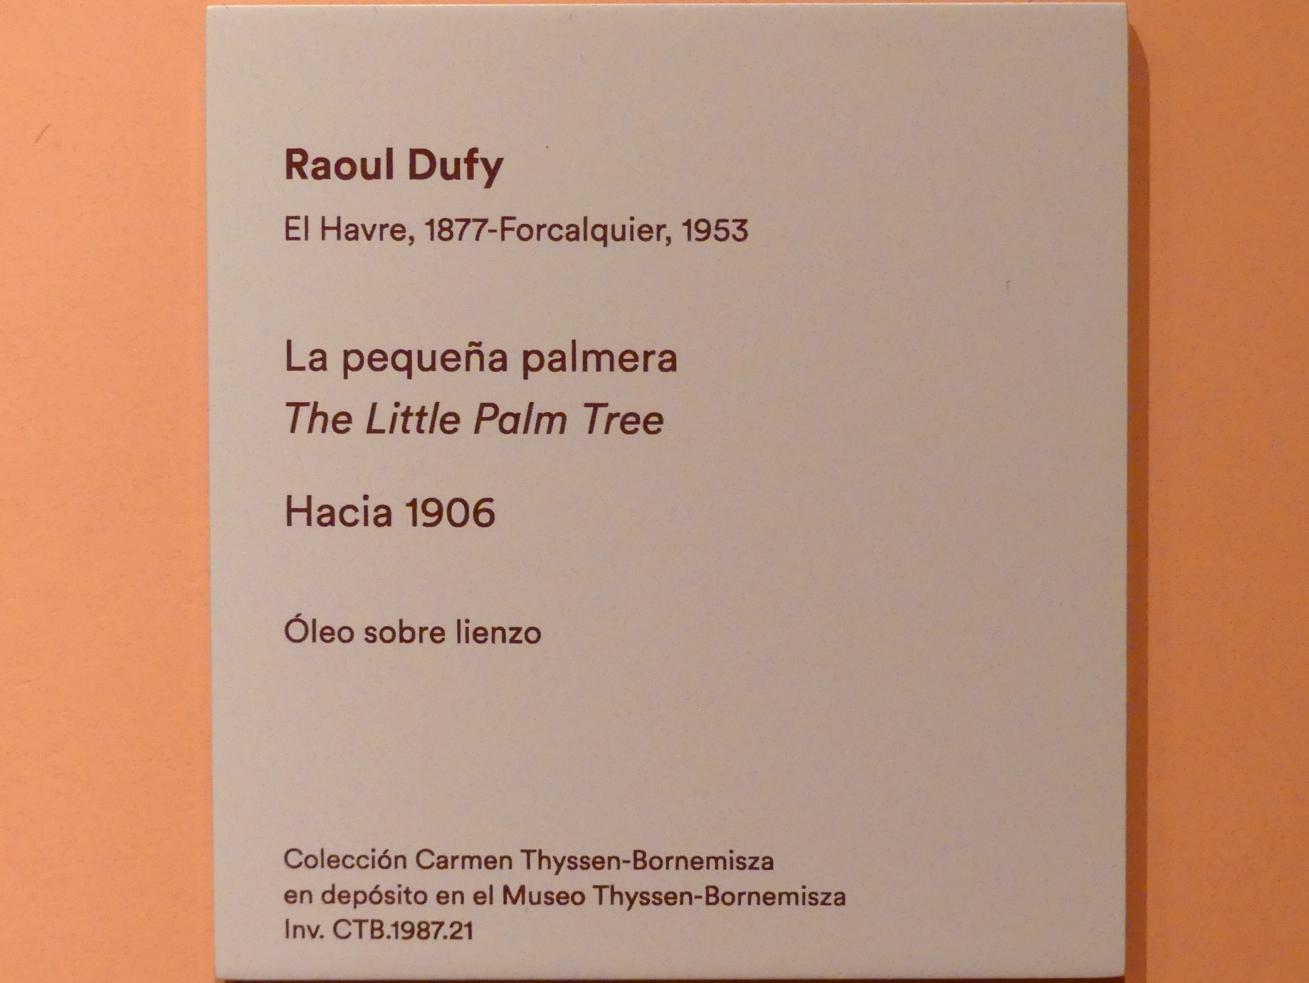 Raoul Dufy
El Havre, 1877-Forcalquier, 1953
La pequeña palmera
The Little Palm Tree
Hacia 1906
Óleo sobre lienzo
Colección Carmen Thyssen-Bornemisza
en depósito en el Museo Thyssen-Bornemisza
Inv. CTB.1987.21